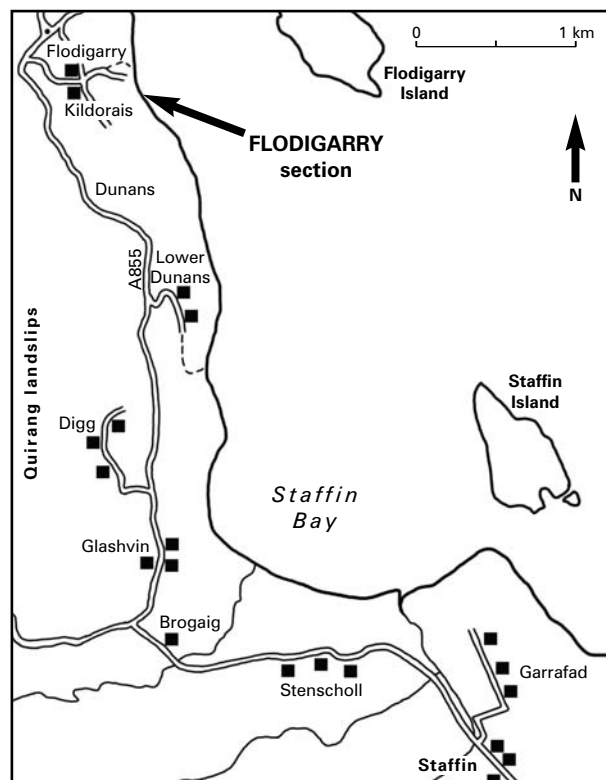 0 1 km
Flodigarry
Flodigarry
Island
Kildorais
FLODIGARRY
section
N
Dunans
A855
Lower
Dunans
Quirang landslips
Staffin
Island
Digg
Staffin
Bay
Glashvin
Brogaig
Garrafad
Stenscholl
Staffin